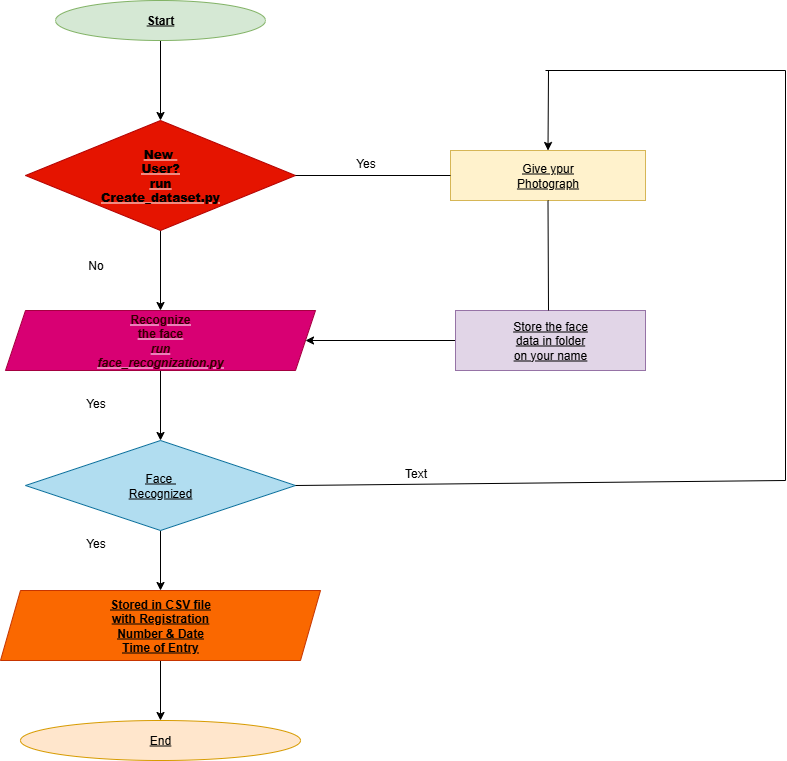 Start
New
User?
run
Create_dataset.py
Yes
Give your
Photograph
No
Recognize
the face
run
face_recognization.py
Store the face
data in folder
on your name
Yes
Face
Recognized
Text
Yes
Stored in CSV file
with Registration
Number & Date
Time of Entry
End